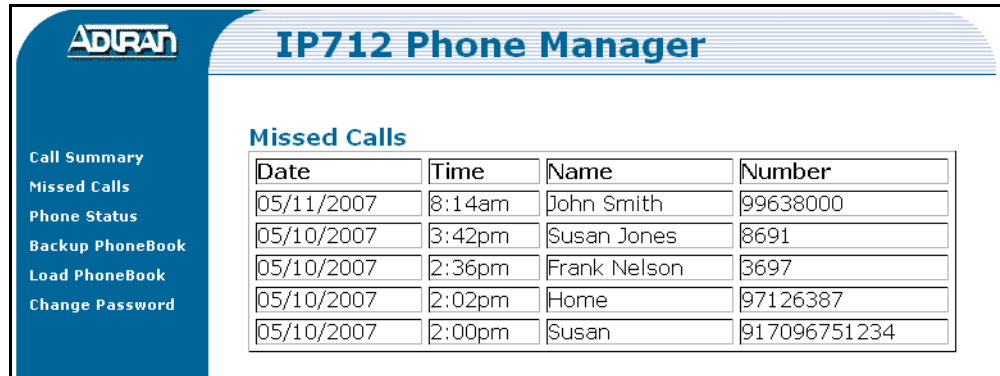 ADTRAN
IP712 Phone Manager
Call Summary
Missed Calls
Phone Status
Backup PhoneBook
Load PhoneBook
Change Password
Missed Calls
Date Time Name Number
05/11/2007 8:14am John Smith 99638000
05/10/2007 3:42pm Susan Jones 8691
05/10/2007 2:36pm Frank Nelson 3697
05/10/2007 2:02pm Home 97126387
05/10/2007 2:00pm Susan 917096751234